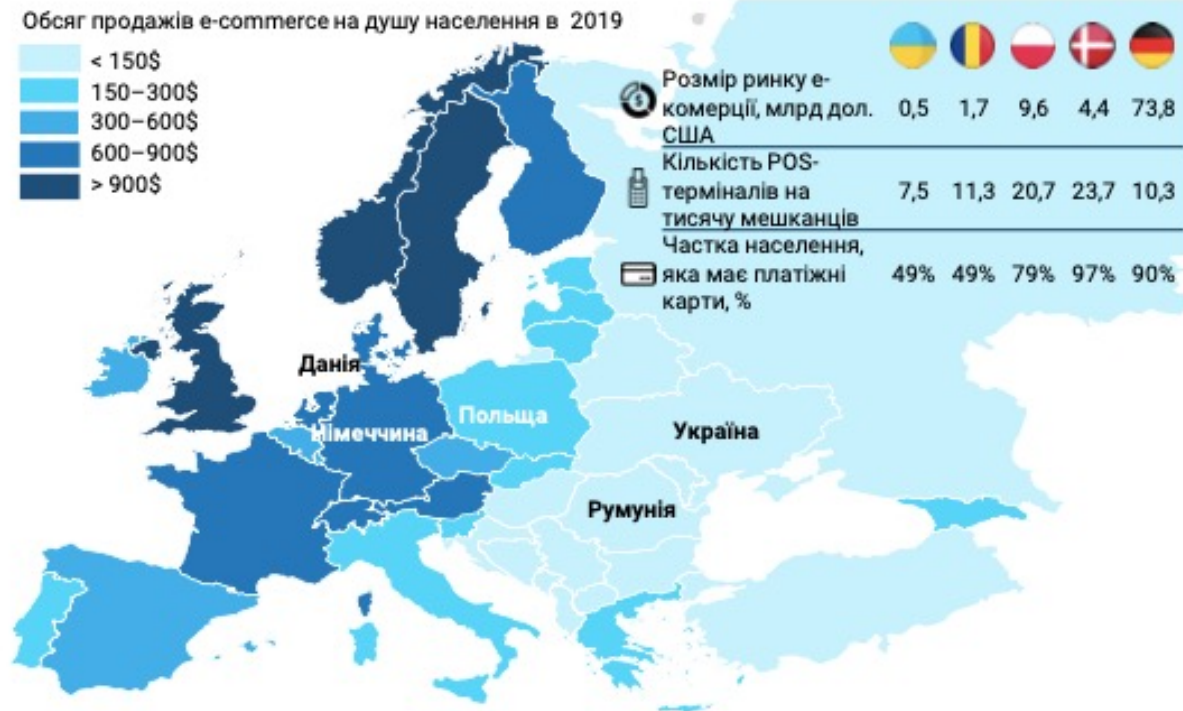 Обсяг продажів e-commerce на душу населення в 2019
< 150$
150–300$
300–600$
600–900$
> 900$
Розмір ринку е-
комерції, млрд дол.
США
0,5 1,7 9,6 4,4 73,8
Кількість POS-
терміналів на
тисячу мешканців
7,5 11,3 20,7 23,7 10,3
Частка населення,
яка має платіжні
карти, %
49% 49% 79% 97% 90%
Данія
Польща
Німеччина
Україна
Румунія